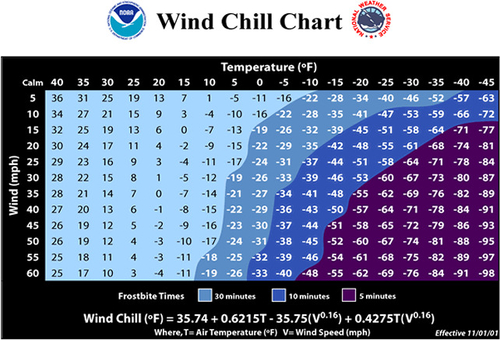 NOAA
Wind Chill Chart
NATIONAL WEATHER SERVICE
Temperature (ºF)
Calm 40 35 30 25 20 15 10 5 0 -5 -10 -15 -20 -25 -30 -35 -40 -45
5 36 31 25 19 13 7 1 -5 -11 -16 -22 -28 -34 -40 -46 -52 -57 -63
10 34 27 21 15 9 3 -4 -10 -16 -22 -28 -35 -41 -47 -53 -59 -66 -72
15 32 25 19 13 6 0 -7 -13 -19 -26 -32 -39 -45 -51 -58 -64 -71 -77
20 30 24 17 11 4 -2 -9 -15 -22 -29 -35 -42 -48 -55 -61 -68 -74 -81
25 29 23 16 9 3 -4 -11 -17 -24 -31 -37 -44 -51 -58 -64 -71 -78 -84
30 28 22 15 8 1 -5 -12 -19 -26 -33 -39 -46 -53 -60 -67 -73 -80 -87
35 28 21 14 7 0 -7 -14 -21 -27 -34 -41 -48 -55 -62 -69 -76 -82 -89
40 27 20 13 6 -1 -8 -15 -22 -29 -36 -43 -50 -57 -64 -71 -78 -84 -91
45 26 19 12 5 -2 -9 -16 -23 -30 -37 -44 -51 -58 -65 -72 -79 -86 -93
50 26 19 12 4 -3 -10 -17 -24 -31 -38 -45 -52 -60 -67 -74 -81 -88 -95
55 25 18 11 4 -3 -11 -18 -25 -32 -39 -46 -54 -61 -68 -75 -82 -89 -97
60 25 17 10 3 -4 -11 -19 -26 -33 -40 -48 -55 -62 -69 -76 -84 -91 -98
Wind (mph)
Frostbite Times 30 minutes 10 minutes 5 minutes
Wind Chill (ºF) = 35.74 + 0.6215T - 35.75(V^0.16) + 0.4275T(V^0.16)
Where, T= Air Temperature (ºF) V= Wind Speed (mph) Effective 11/01/01